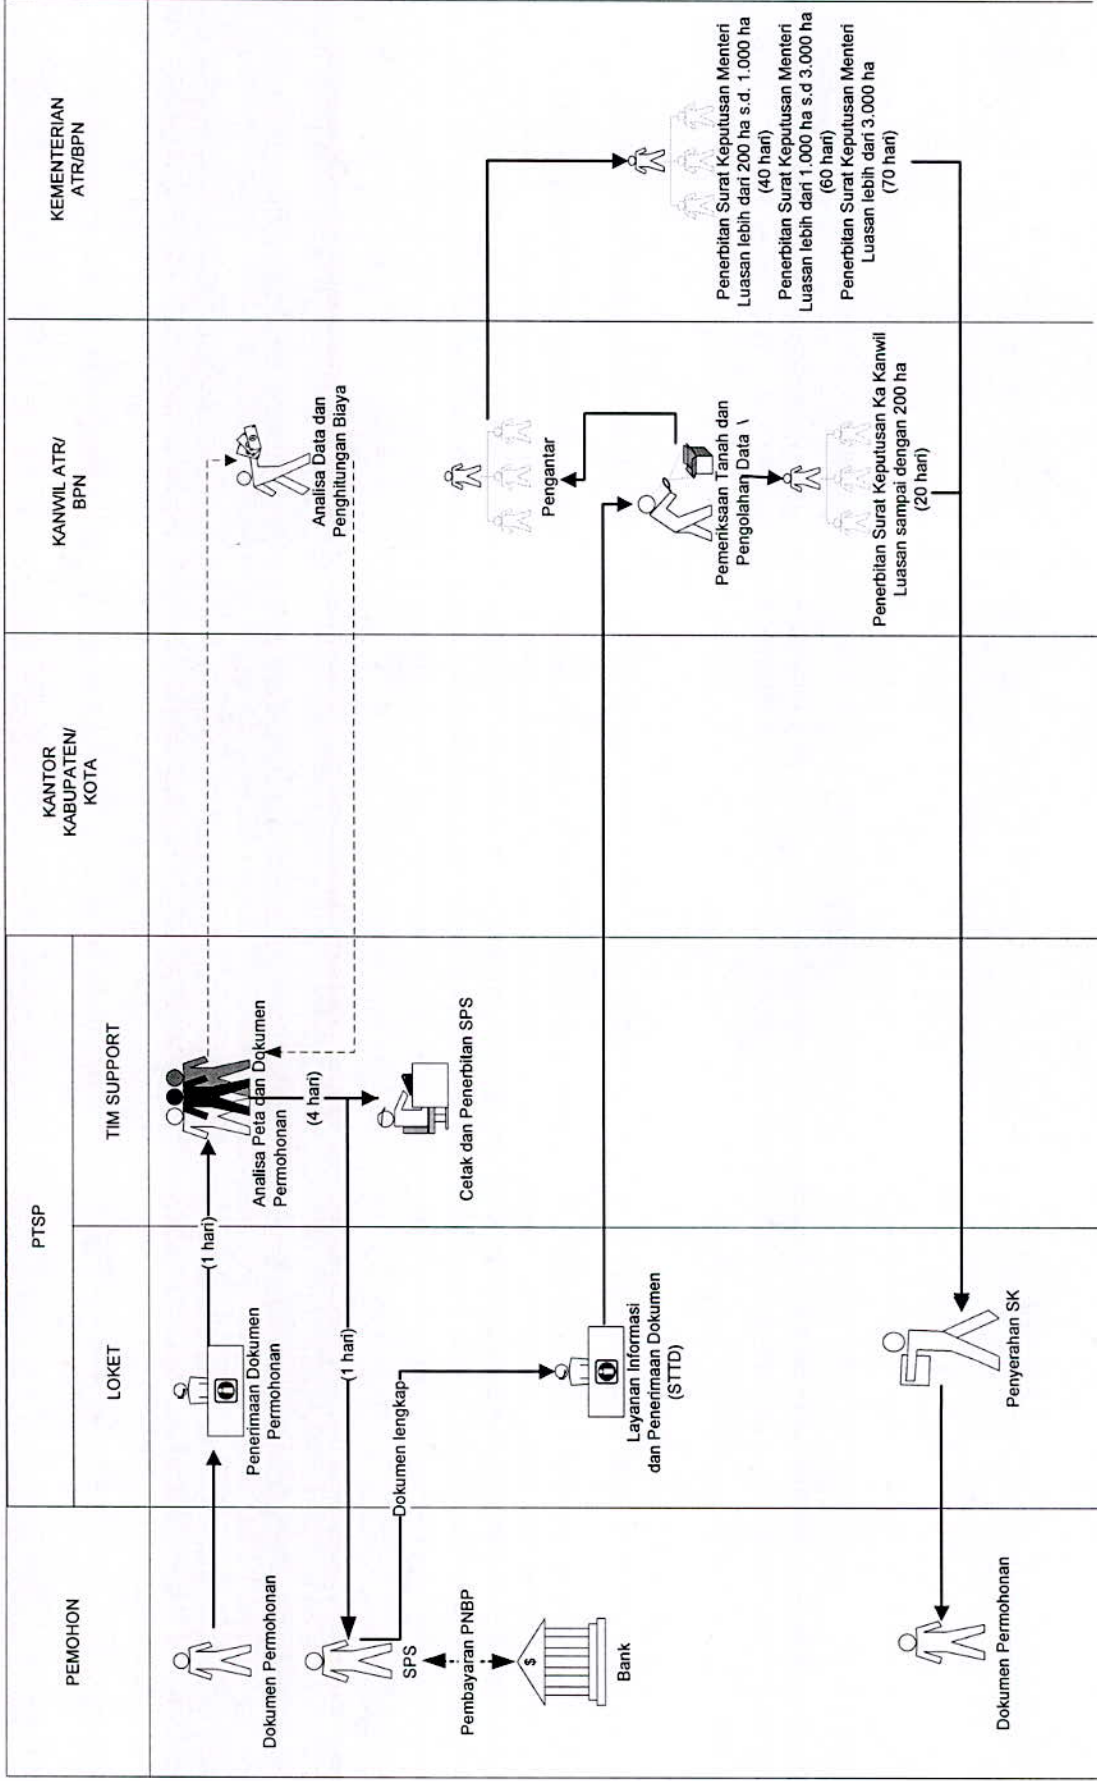 PEMOHON
PTSP
LOKET
TIM SUPPORT
KANTOR
KABUPATEN/
KOTA
KANWIL ATR/
BPN
KEMENTERIAN
ATR/BPN
Dokumen Permohonan
Penerimaan Dokumen
Permohonan
(1 hari)
Analisa Peta dan Dokumen
Permohonan
(4 hari)
Analisa Data dan
Penghitungan Biaya
SPS
(1 hari)
Cetak dan Penerbilan SPS
Pembayaran PNBP
$
Bank
Dokumen lengkap
Layanan Informasi
dan Penerimaan Dokumen
(STTD)
Pengantar
Pemeriksaan Tanah dan
Pengolahan Data \
Penerbitan Surat Keputusan Ka Kanwil
Luasan sampai dengan 200 ha
(20 hari)
Penerbitan Surat Keputusan Menteri
Luasan lebih dari 200 ha s.d. 1.000 ha
(40 hari)
Penerbitan Surat Keputusan Menteri
Luasan lebih dari 1.000 ha s.d 3.000 ha
(60 hari)
Penerbitan Surat Keputusan Menteri
Luasan lebih dari 3.000 ha
(70 hari)
Penyerahan SK
Dokumen Permohonan